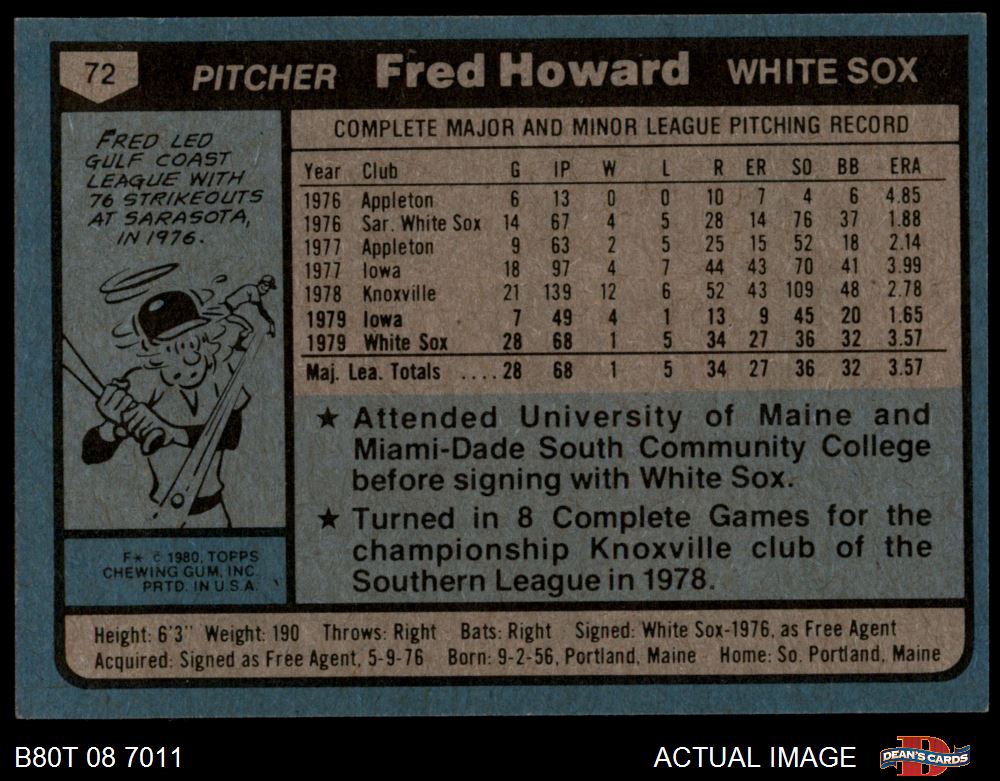 72 PITCHER Fred Howard WHITE SOX
FRED LED
GULF COAST
LEAGUE WITH
76 STRIKEOUTS
AT SARASOTA,
IN 1976.
COMPLETE MAJOR AND MINOR LEAGUE PITCHING RECORD
Year Club G IP W L R ER SO BB ERA
1976 Appleton 6 13 0 0 10 7 4 6 4.85
1976 Sar. White Sox 14 67 4 5 28 14 76 37 1.88
1977 Appleton 9 63 2 5 25 15 52 18 2.14
1977 Iowa 18 97 4 7 44 43 70 41 3.99
1978 Knoxville 21 139 12 6 52 43 109 48 2.78
1979 Iowa 7 49 4 1 13 9 45 20 1.65
1979 White Sox 28 68 1 5 34 27 36 32 3.57
Maj. Lea. Totals ....28 68 1 5 34 27 36 32 3.57
★ Attended University of Maine and
Miami-Dade South Community College
before signing with White Sox.
★ Turned in 8 Complete Games for the
championship Knoxville club of the
Southern League in 1978.
F* © 1980, TOPPS
CHEWING GUM, INC.
PRTD. IN U.S.A.
Height: 6'3" Weight: 190 Throws: Right Bats: Right Signed: White Sox-1976, as Free Agent
Acquired: Signed as Free Agent, 5-9-76 Born: 9-2-56, Portland, Maine Home: So. Portland, Maine
B80T 08 7011 ACTUAL IMAGE DEAN'S CARDS